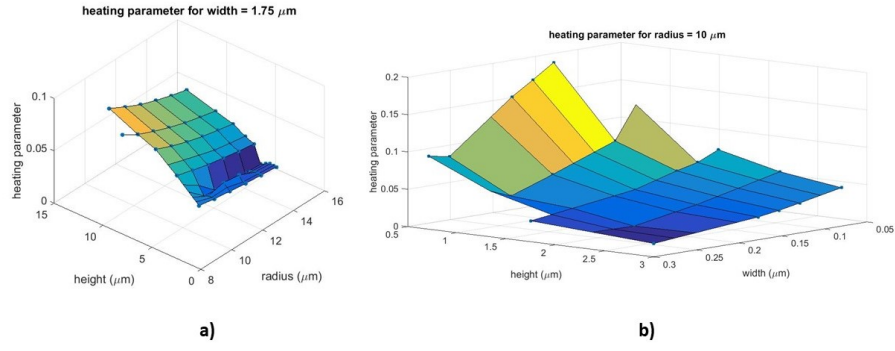 heating parameter for width = 1.75 μm
heating parameter
0.1
0.05
0
15
10
5
0
height (μm)
8
10
12
14
16
radius (μm)
a)
heating parameter for radius = 10 μm
heating parameter
0.2
0.15
0.1
0.05
0
0.5
1
1.5
2
2.5
3
height (μm)
0.3
0.25
0.2
0.15
0.1
0.05
width (μm)
b)